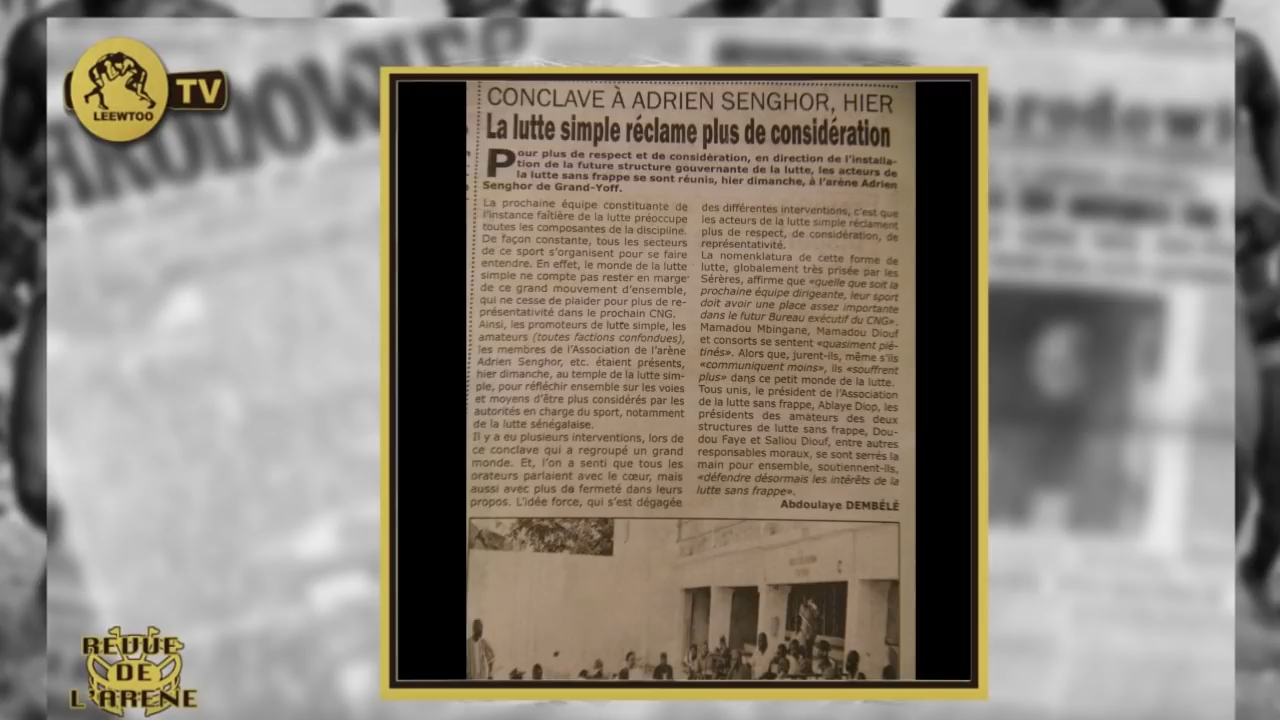 LEEWTOO
TV
CONCLAVE À ADRIEN SENGHOR, HIER
La lutte simple réclame plus de considération
Pour plus de respect et de considération, en direction de l'installa-
tion de la future structure gouvernante de la lutte, les acteurs de
la lutte sans frappe se sont réunis, hier dimanche, à l'arène Adrien
Senghor de Grand-Yoff.
La prochaine équipe constituante de
l'instance faîtière de la lutte préoccupe
toutes les composantes de la discipline.
De façon constante, tous les secteurs
de ce sport s'organisent pour se faire
entendre. En effet, le monde de la lutte
simple ne compte pas rester en marge
de ce grand mouvement d'ensemble,
qui ne cesse de plaider pour plus de re-
présentativité dans le prochain CNG.
Ainsi, les promoteurs de lutte simple, les
amateurs (toutes factions confondues),
les membres de l'Association de l'arène
Adrien Senghor, etc. étaient présents,
hier dimanche, au temple de la lutte sim-
ple, pour réfléchir ensemble sur les voies
et moyens d'être plus considérés par les
autorités en charge du sport, notamment
de la lutte sénégalaise.
Il y a eu plusieurs interventions, lors de
ce conclave qui a regroupé un grand
monde. Et, l'on a senti que tous les
orateurs parlaient avec le cœur, mais
aussi avec plus de fermeté dans leurs
propos. L'idée force, qui s'est dégagée
des différentes interventions, c'est que
les acteurs de la lutte simple réclament
plus de respect, de considération, de
représentativité.
La nomenklatura de cette forme de
lutte, globalement très prisée par les
Sérères, affirme que «quelle que soit la
prochaine équipe dirigeante, leur sport
doit avoir une place assez importante
dans le futur Bureau exécutif du CNG».
Mamadou Mbingane, Mamadou Diouf
et consorts se sentent «quasiment pié-
tinés». Alors que, jurent-ils, même s'ils
«communiquent moins», ils «souffrent
plus» dans ce petit monde de la lutte.
Tous unis, le président de l'Association
de la lutte sans frappe, Ablaye Diop, les
présidents des amateurs des deux
structures de lutte sans frappe, Dou-
dou Faye et Saliou Diouf, entre autres
responsables moraux, se sont serrés la
main pour ensemble, soutiennent-ils,
«défendre désormais les intérêts de la
lutte sans frappe».
Abdoulaye DEMBÉLÉ
REVUE
DE
L'ARENE